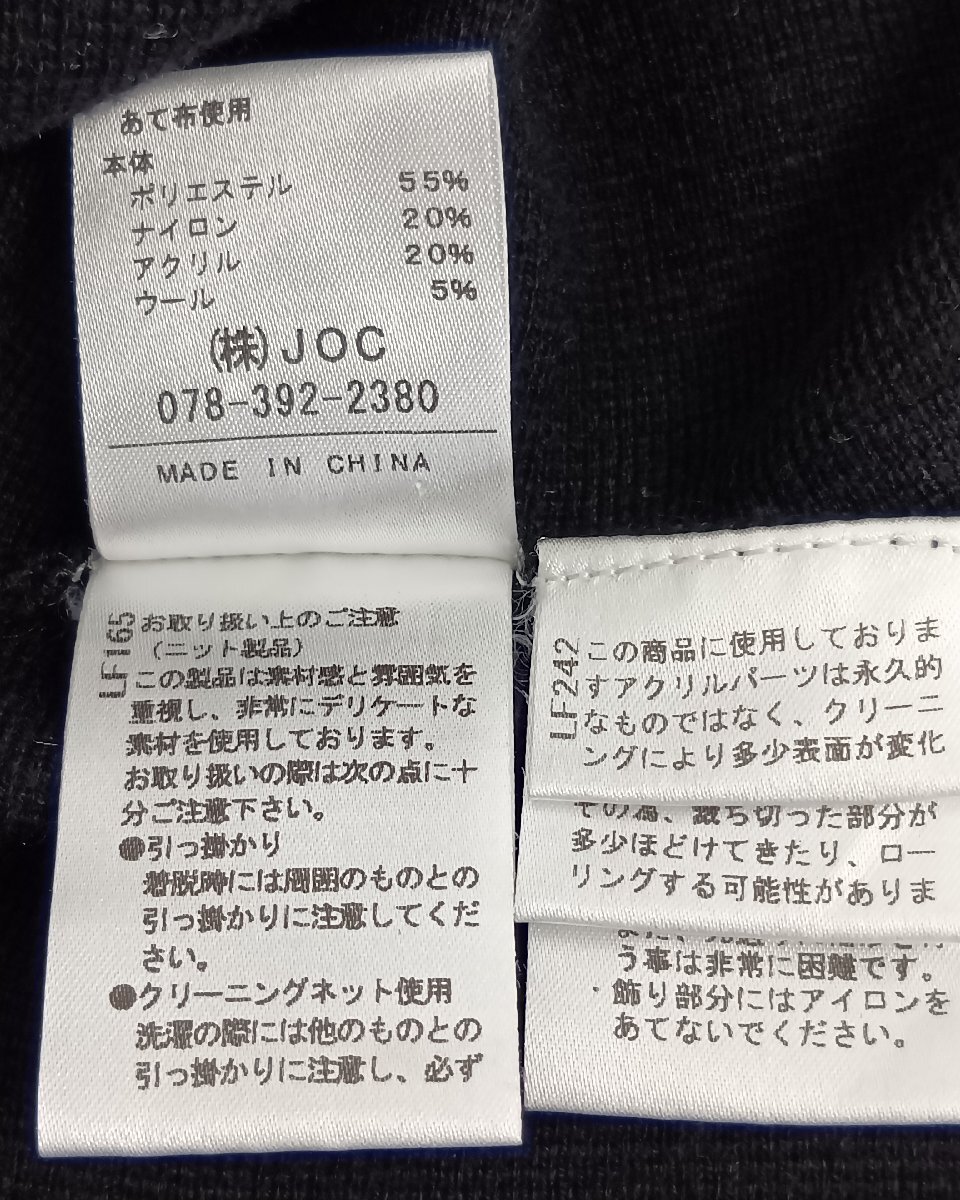 あて布使用
本体
ポリエステル 55%
ナイロン 20%
アクリル 20%
ウール 5%
(株)JOC
078-392-2380
MADE IN CHINA
LF165
お取り扱い上のご注意
(ニット製品)
この製品は素材感と雰囲気を
重視し、非常にデリケートな
素材を使用しております。
お取り扱いの際は次の点に十
分ご注意下さい。
●引っ掛かり
着脱時には周囲のものとの
引っ掛かりに注意してくだ
さい。
●クリーニングネット使用
洗濯の際には他のものとの
引っ掛かりに注意し、必ず
LF242
この商品に使用しておりま
すアクリルパーツは永久的
なものではなく、クリーニ
ングにより多少表面が変化
その為、裁ち切った部分が
多少ほどけてきたり、ロー
リングする可能性がありま
う事は非常に困難です。
・飾り部分にはアイロンを
あてないでください。